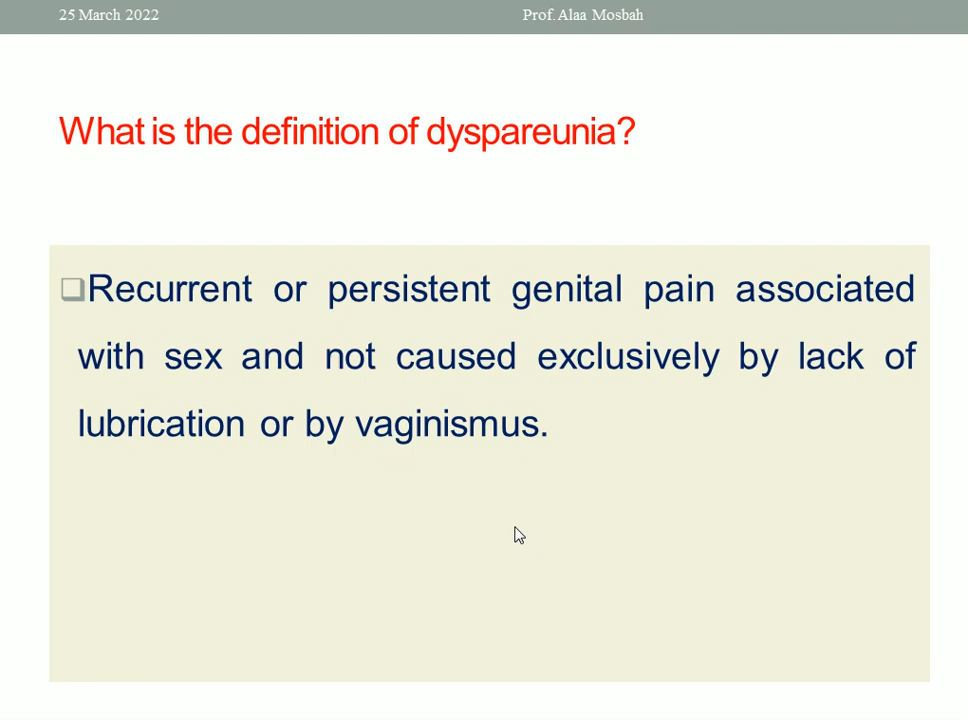 25 March 2022 Prof. Alaa Mosbah
What is the definition of dyspareunia?
Recurrent or persistent genital pain associated
with sex and not caused exclusively by lack of
lubrication or by vaginismus.